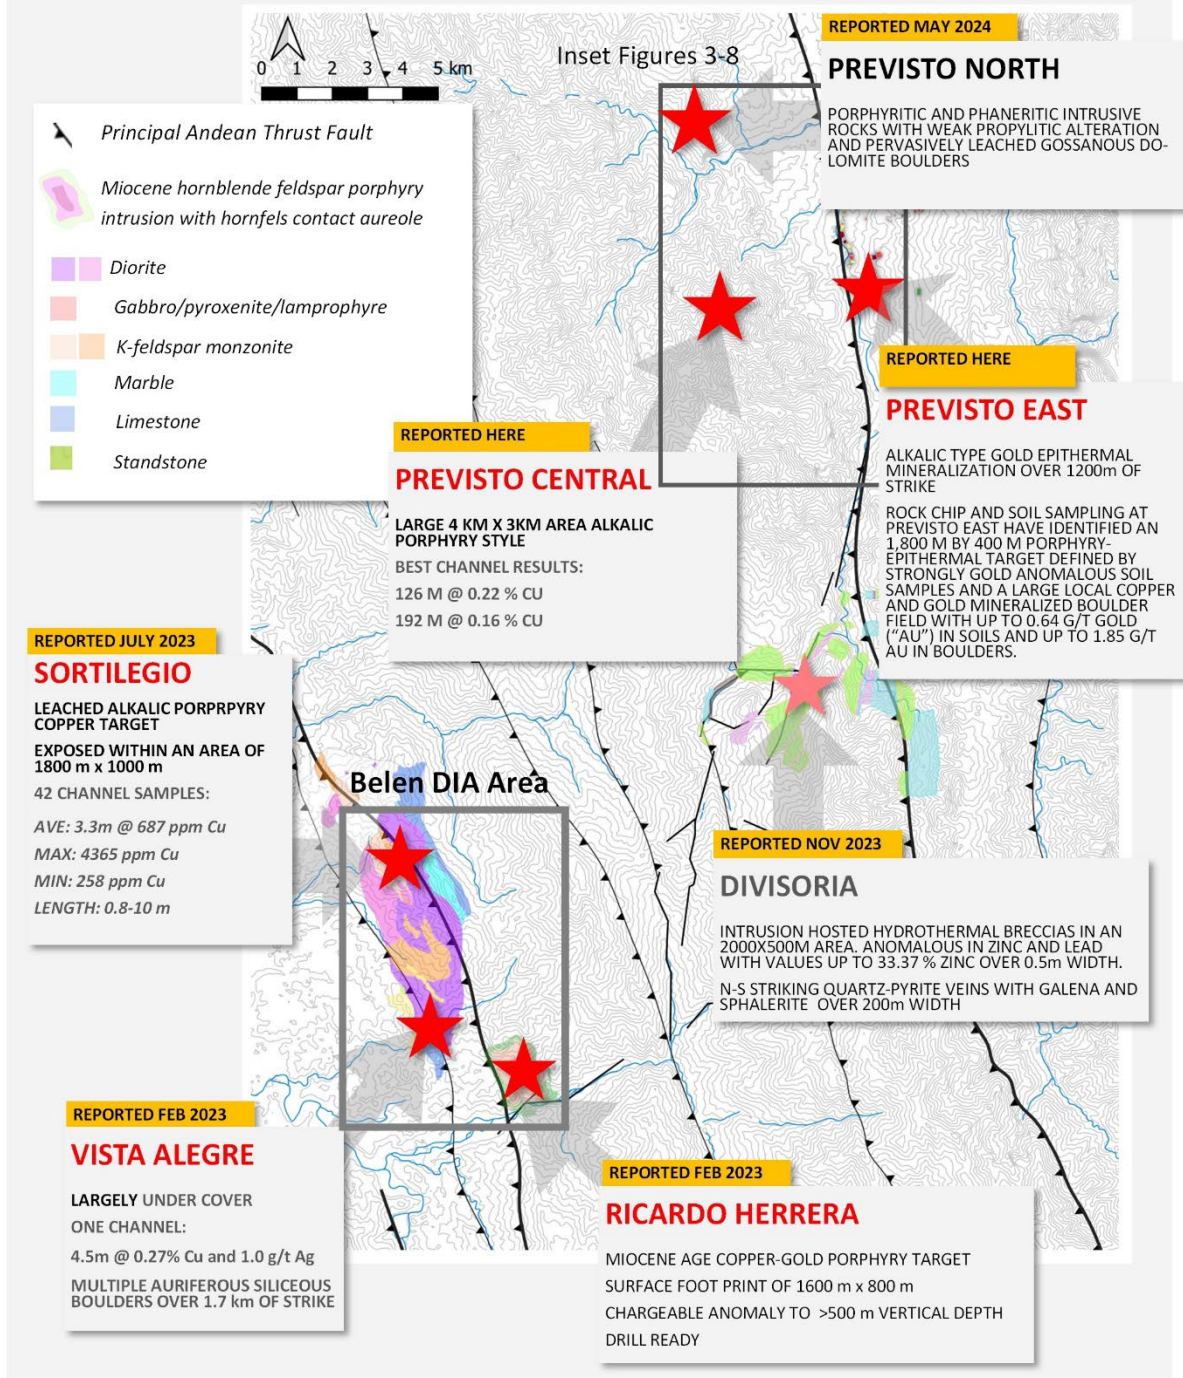 0 1 2 3 4 5 km
Inset Figures 3-8
REPORTED MAY 2024
PREVISTO NORTH
PORPHYRITIC AND PHANERITIC INTRUSIVE
ROCKS WITH WEAK PROPYLITIC ALTERATION
AND PERVASIVELY LEACHED GOSSANOUS DO-
LOMITE BOULDERS
Principal Andean Thrust Fault
Miocene hornblende feldspar porphyry
intrusion with hornfels contact aureole
Diorite
Gabbro/pyroxenite/lamprophyre
K-feldspar monzonite
Marble
Limestone
Standstone
REPORTED HERE
PREVISTO EAST
ALKALIC TYPE GOLD EPITHERMAL
MINERALIZATION OVER 1200m OF
STRIKE
ROCK CHIP AND SOIL SAMPLING AT
PREVISTO EAST HAVE IDENTIFIED AN
1,800 M BY 400 M PORPHYRY-
EPITHERMAL TARGET DEFINED BY
STRONGLY GOLD ANOMALOUS SOIL
SAMPLES AND A LARGE LOCAL COPPER
AND GOLD MINERALIZED BOULDER
FIELD WITH UP TO 0.64 G/T GOLD
(“AU”) IN SOILS AND UP TO 1.85 G/T
AU IN BOULDERS.
REPORTED HERE
PREVISTO CENTRAL
LARGE 4 KM X 3KM AREA ALKALIC
PORPHYRY STYLE
BEST CHANNEL RESULTS:
126 M @ 0.22 % CU
192 M @ 0.16 % CU
REPORTED JULY 2023
SORTILEGIO
LEACHED ALKALIC PORPRPYRY
COPPER TARGET
EXPOSED WITHIN AN AREA OF
1800 m x 1000 m
42 CHANNEL SAMPLES:
AVE: 3.3m @ 687 ppm Cu
MAX: 4365 ppm Cu
MIN: 258 ppm Cu
LENGTH: 0.8-10 m
Belen DIA Area
REPORTED NOV 2023
DIVISORIA
INTRUSION HOSTED HYDROTHERMAL BRECCIAS IN AN
2000X500M AREA. ANOMALOUS IN ZINC AND LEAD
WITH VALUES UP TO 33.37 % ZINC OVER 0.5m WIDTH.
N-S STRIKING QUARTZ-PYRITE VEINS WITH GALENA AND
SPHALERITE OVER 200m WIDTH
REPORTED FEB 2023
VISTA ALEGRE
LARGELY UNDER COVER
ONE CHANNEL:
4.5m @ 0.27% Cu and 1.0 g/t Ag
MULTIPLE AURIFEROUS SILICEOUS
BOULDERS OVER 1.7 km OF STRIKE
REPORTED FEB 2023
RICARDO HERRERA
MIOCENE AGE COPPER-GOLD PORPHYRY TARGET
SURFACE FOOT PRINT OF 1600 m x 800 m
CHARGEABLE ANOMALY TO >500 m VERTICAL DEPTH
DRILL READY